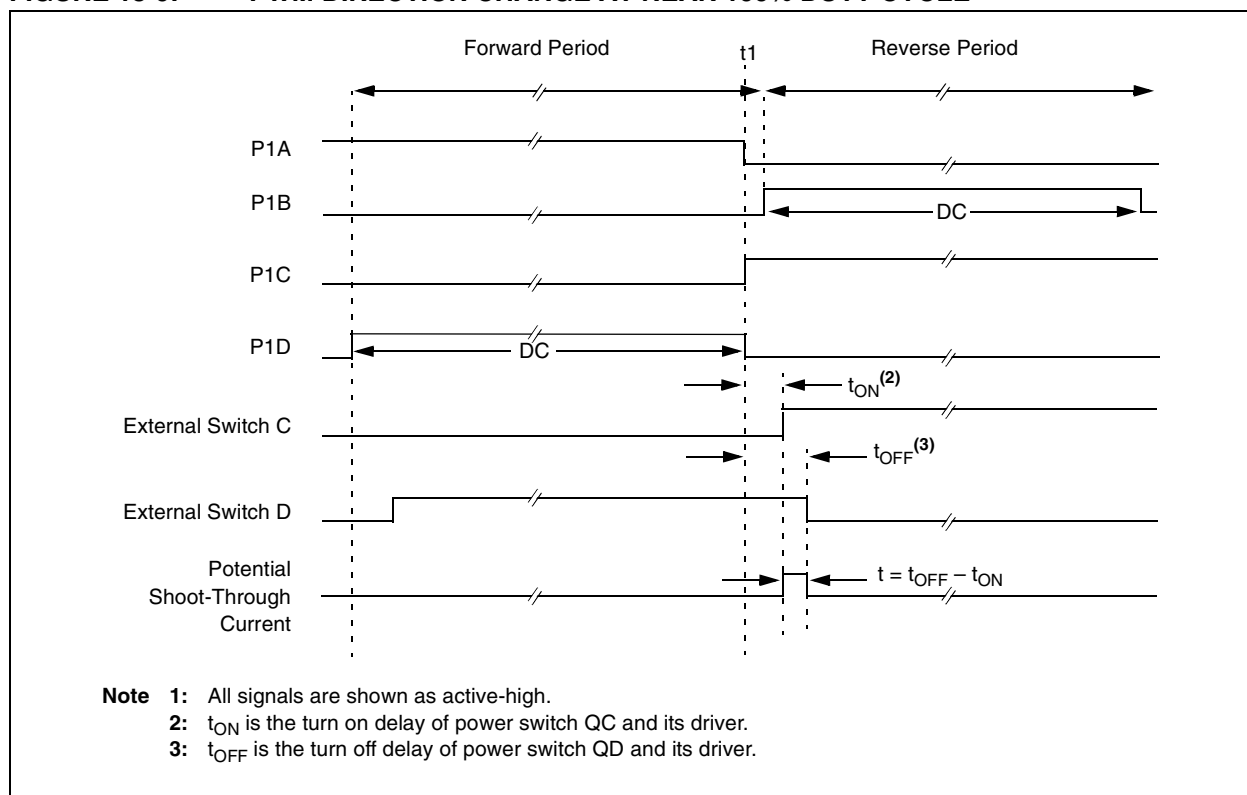 Forward Period
t1
Reverse Period
P1A
P1B
DC
P1C
P1D
DC
tON(2)
External Switch C
tOFF(3)
External Switch D
Potential
Shoot-Through
Current
t = tOFF – tON
Note 1: All signals are shown as active-high.
2: tON is the turn on delay of power switch QC and its driver.
3: tOFF is the turn off delay of power switch QD and its driver.